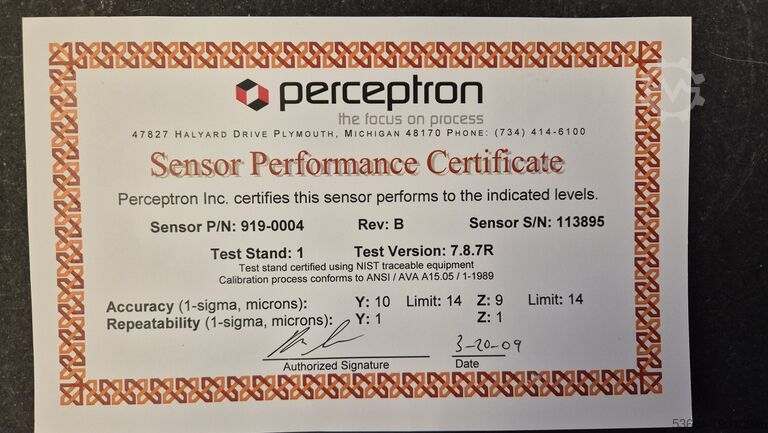 perceptron
the focus on process
47827 HALYARD DRIVE PLYMOUTH, MICHIGAN 48170 PHONE: (734) 414-6100
Sensor Performance Certificate
Perceptron Inc. certifies this sensor performs to the indicated levels.
Sensor P/N: 919-0004 Rev: B Sensor S/N: 113895
Test Stand: 1 Test Version: 7.8.7R
Test stand certified using NIST traceable equipment
Calibration process conforms to ANSI / AVA A15.05 / 1-1989
Accuracy (1-sigma, microns): Y: 10 Limit: 14 Z: 9 Limit: 14
Repeatability (1-sigma, microns): Y: 1 Z: 1
3-20-09
Authorized Signature Date